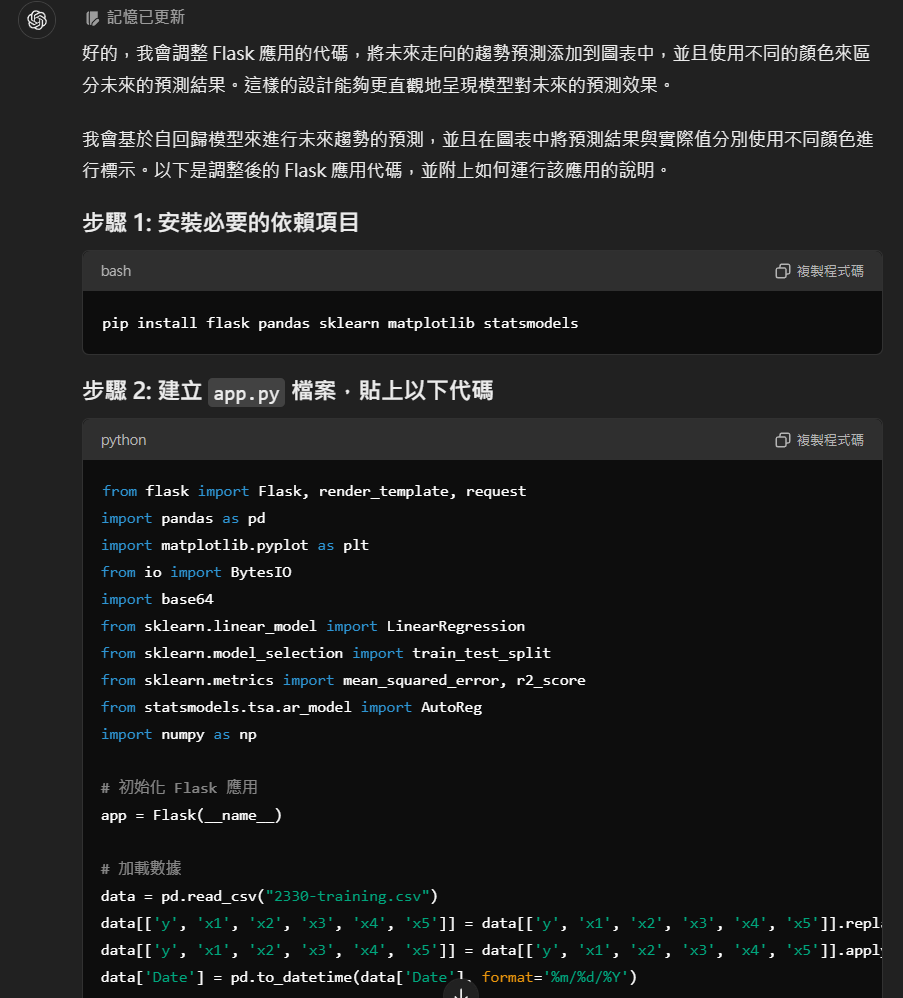 記憶已更新
好的，我會調整 Flask 應用的代碼，將未來走向的趨勢預測添加到圖表中，並且使用不同的顏色來區
分未來的預測結果。這樣的設計能夠更直觀地呈現模型對未來的預測效果。
我會基於自回歸模型來進行未來趨勢的預測，並且在圖表中將預測結果與實際值分別使用不同顏色進
行標示。以下是調整後的 Flask 應用代碼，並附上如何運行該應用的說明。
步驟 1: 安裝必要的依賴項目
bash
複製程式碼
pip install flask pandas sklearn matplotlib statsmodels
步驟 2: 建立 app.py 檔案，貼上以下代碼
python
複製程式碼
from flask import Flask, render_template, request
import pandas as pd
import matplotlib.pyplot as plt
from io import BytesIO
import base64
from sklearn.linear_model import LinearRegression
from sklearn.model_selection import train_test_split
from sklearn.metrics import mean_squared_error, r2_score
from statsmodels.tsa.ar_model import AutoReg
import numpy as np
# 初始化 Flask 應用
app = Flask(__name__)
# 加載數據
data = pd.read_csv("2330-training.csv")
data[['y', 'x1', 'x2', 'x3', 'x4', 'x5']] = data[['y', 'x1', 'x2', 'x3', 'x4', 'x5']].repl
data[['y', 'x1', 'x2', 'x3', 'x4', 'x5']] = data[['y', 'x1', 'x2', 'x3', 'x4', 'x5']].apply
data['Date'] = pd.to_datetime(data['Date'], format='%m/%d/%Y')